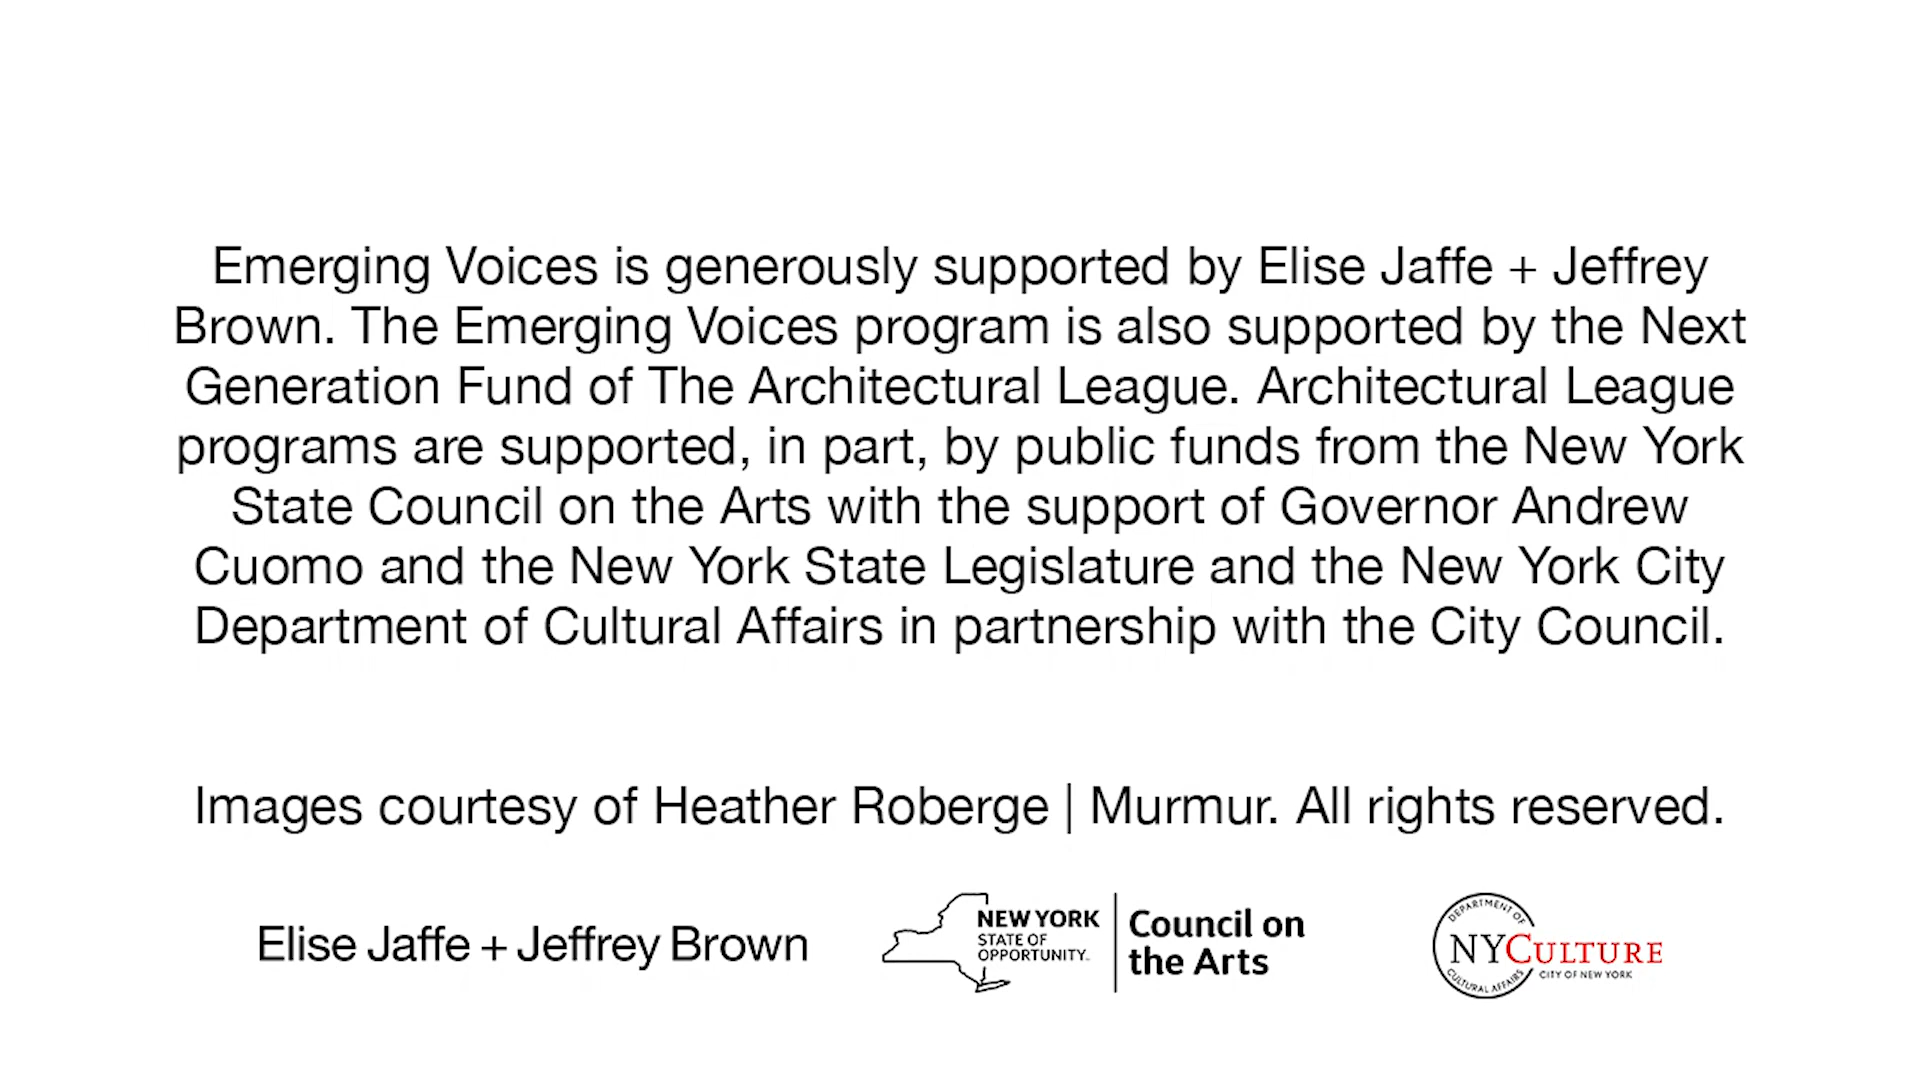 Emerging Voices is generously supported by Elise Jaffe + Jeffrey
Brown. The Emerging Voices program is also supported by the Next
Generation Fund of The Architectural League. Architectural League
programs are supported, in part, by public funds from the New York
State Council on the Arts with the support of Governor Andrew
Cuomo and the New York State Legislature and the New York City
Department of Cultural Affairs in partnership with the City Council.
Images courtesy of Heather Roberge | Murmur. All rights reserved.
Elise Jaffe + Jeffrey Brown
NEW YORK
STATE OF
OPPORTUNITY.
Council on
the Arts
DEPARTMENT OF
NYCULTURE
CITY OF NEW YORK
CULTURAL AFFAIRS